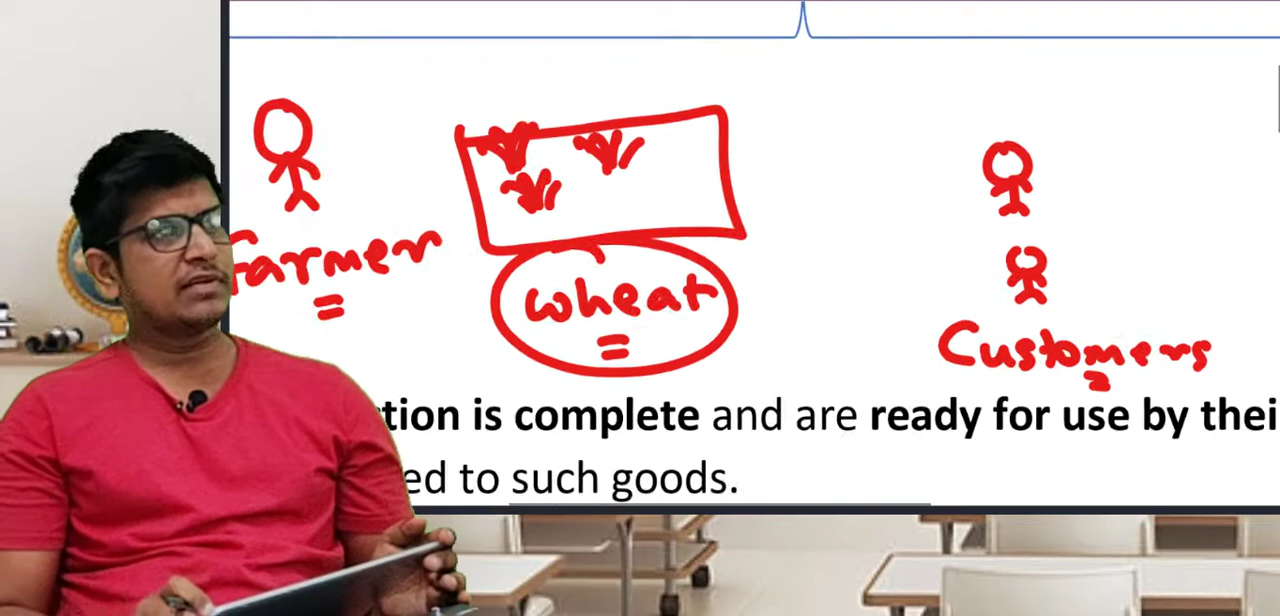 Farmer
wheat
Customers
tion is complete and are ready for use by thei
ed to such goods.